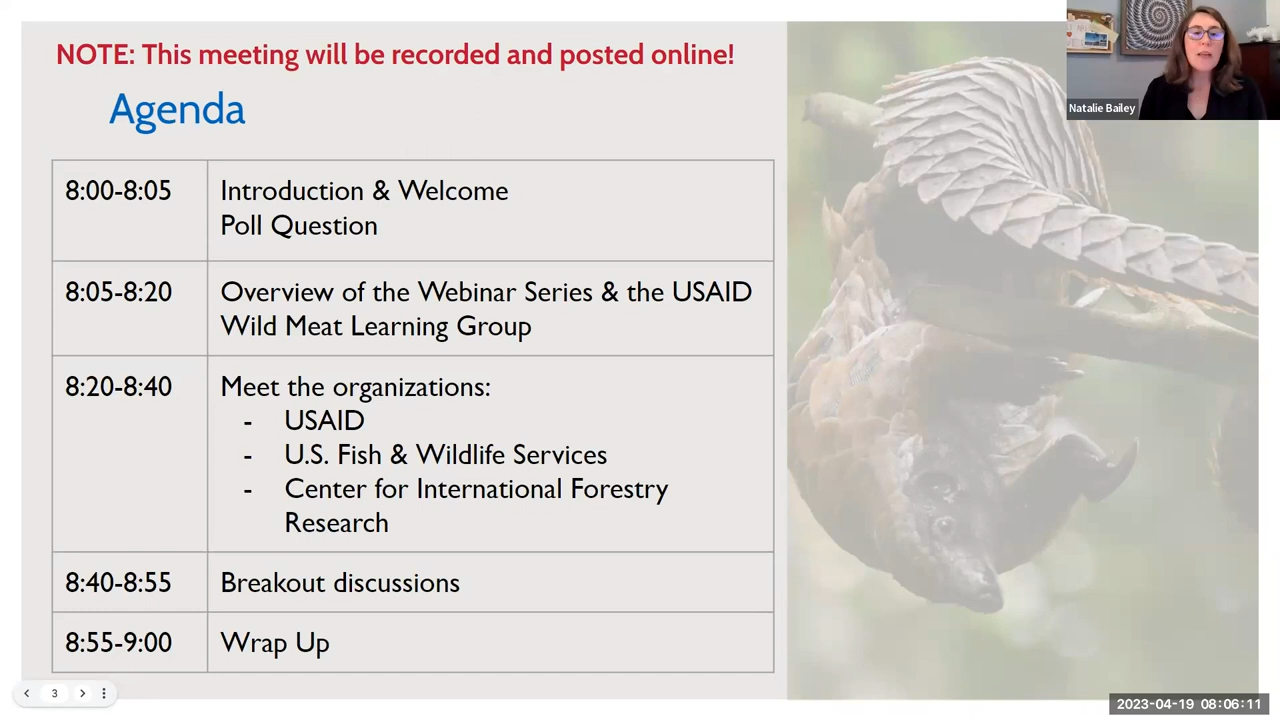 NOTE: This meeting will be recorded and posted online!
Agenda
8:00-8:05
Introduction & Welcome
Poll Question
8:05-8:20
Overview of the Webinar Series & the USAID
Wild Meat Learning Group
8:20-8:40
Meet the organizations:
- USAID
- U.S. Fish & Wildlife Services
- Center for International Forestry
Research
8:40-8:55
Breakout discussions
8:55-9:00
Wrap Up
Natalie Bailey
3
2023-04-19 08:06:11